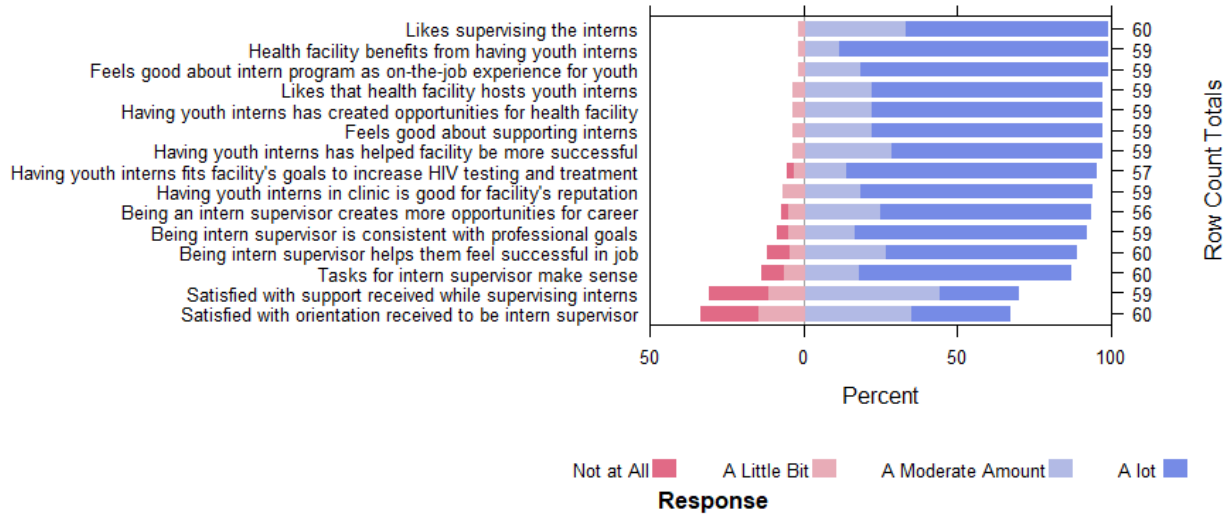 Likes supervising the interns 60
Health facility benefits from having youth interns 59
Feels good about intern program as on-the-job experience for youth 59
Likes that health facility hosts youth interns 59
Having youth interns has created opportunities for health facility 59
Feels good about supporting interns 59
Having youth interns has helped facility be more successful 59
Having youth interns fits facility's goals to increase HIV testing and treatment 57
Having youth interns in clinic is good for facility's reputation 59
Being an intern supervisor creates more opportunities for career 56
Being intern supervisor is consistent with professional goals 59
Being intern supervisor helps them feel successful in job 60
Tasks for intern supervisor make sense 60
Satisfied with support received while supervising interns 59
Satisfied with orientation received to be intern supervisor 60
Row Count Totals
50 0 50 100
Percent
Not at All A Little Bit A Moderate Amount A lot
Response